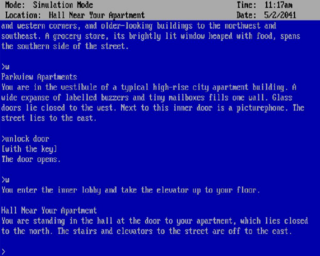 Mode: Simulation Mode Time: 11:17am
Location: Hall Near Your Apartment Date: 5/2/2041
and western corners, and older-looking buildings to the northwest and
southeast. A grocery store, its brightly lit window heaped with food, spans
the southern side of the street.
>w
Parkview Apartments
You are in the vestibule of a typical high-rise city apartment building. A
wide expanse of labelled buzzers and tiny mailboxes fills one wall. Glass
doors lie closed to the west. Next to this inner door is a picturephone. The
street lies to the east.
>unlock door
[with the key]
The door opens.
>w
You enter the inner lobby and take the elevator up to your floor.
Hall Near Your Apartment
You are standing in the hall at the door to your apartment, which lies closed
to the north. The stairs and elevators to the street are off to the east.
>